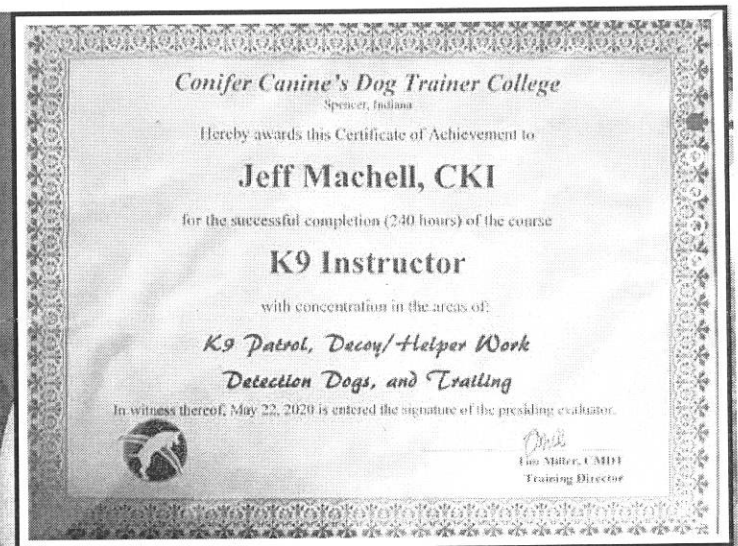 Conifer Canine's Dog Trainer College
Spencer, Indiana
Hereby awards this Certificate of Achievement to
Jeff Machell, CKI
for the successful completion (240 hours) of the course
K9 Instructor
with concentration in the areas of:
K9 Patrol, Decoy/Helper Work
Detection Dogs, and Trailing
In witness thereof, May 22, 2020 is entered the signature of the presiding evaluator.
Tim Miller, CMDT
Training Director